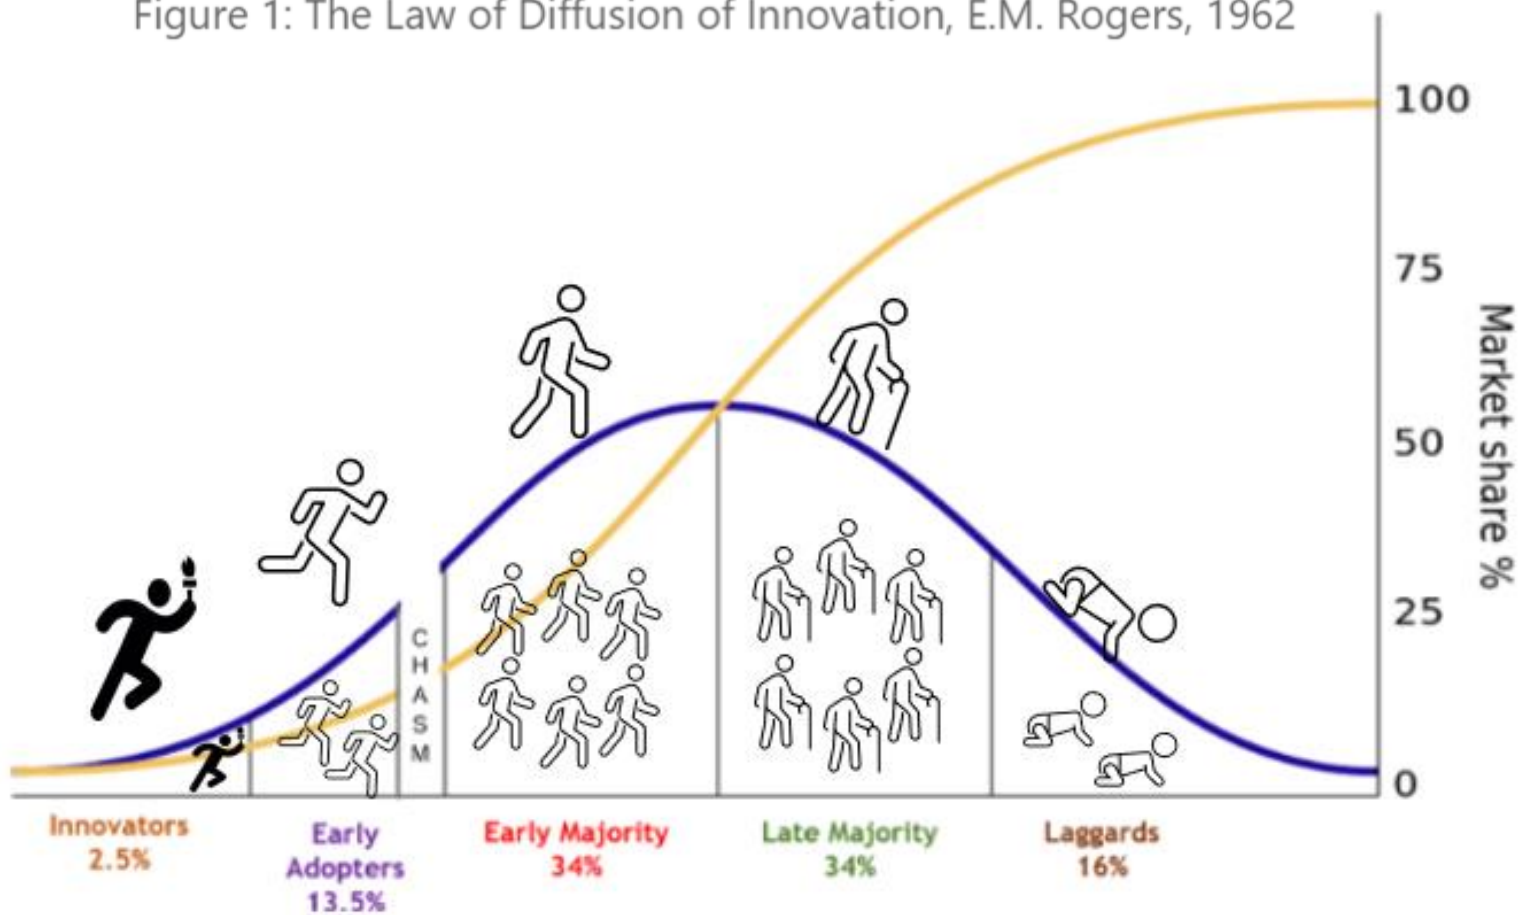 Figure 1: The Law of Diffusion of Innovation, E.M. Rogers, 1962
100
75
50
25
0
Market share %
C
H
A
S
M
Innovators
2.5%
Early
Adopters
13.5%
Early Majority
34%
Late Majority
34%
Laggards
16%